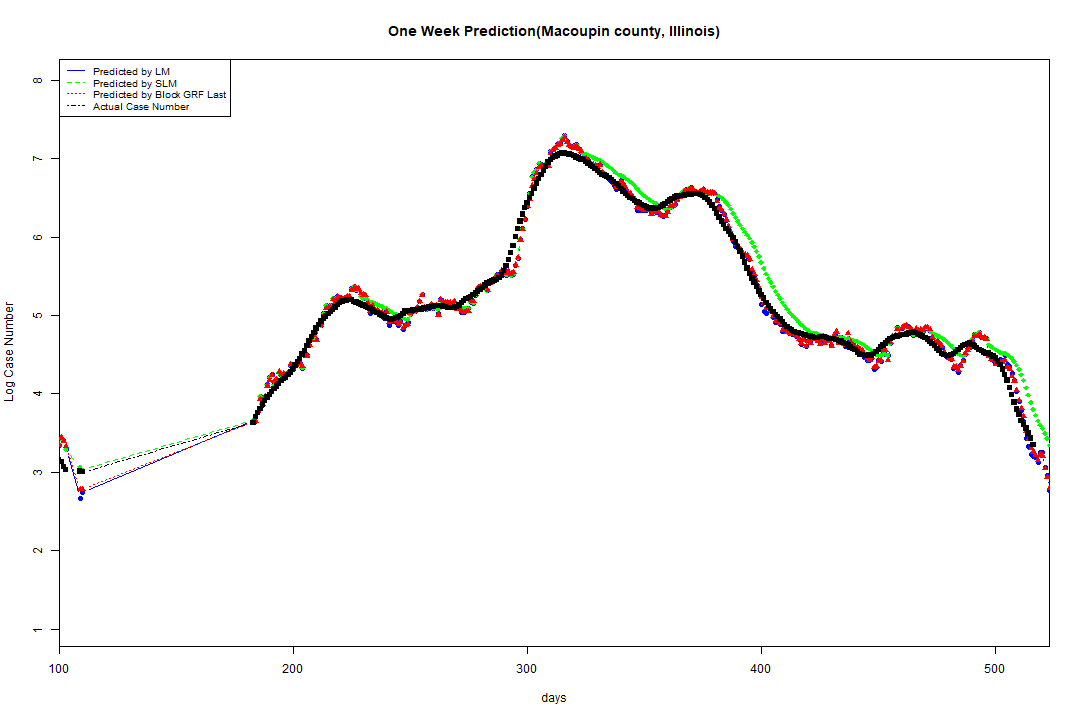 One Week Prediction(Macoupin county, Illinois)
Predicted by LM
Predicted by SLM
Predicted by Block GRF Last
Actual Case Number
8
7
6
5
4
3
2
1
Log Case Number
100 200 300 400 500
days